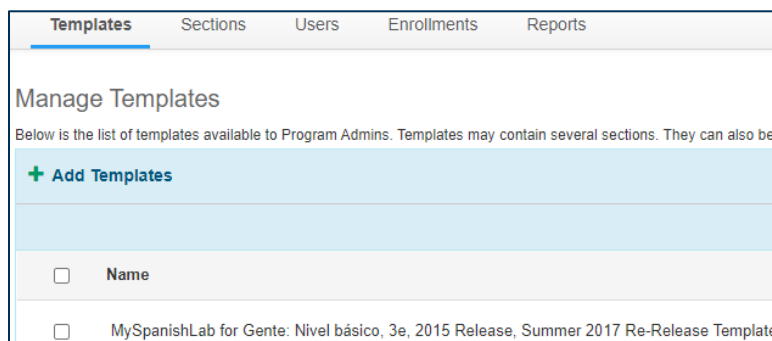 Templates Sections Users Enrollments Reports
Manage Templates
Below is the list of templates available to Program Admins. Templates may contain several sections. They can also be
+ Add Templates
Name
MySpanishLab for Gente: Nivel básico, 3e, 2015 Release, Summer 2017 Re-Release Template